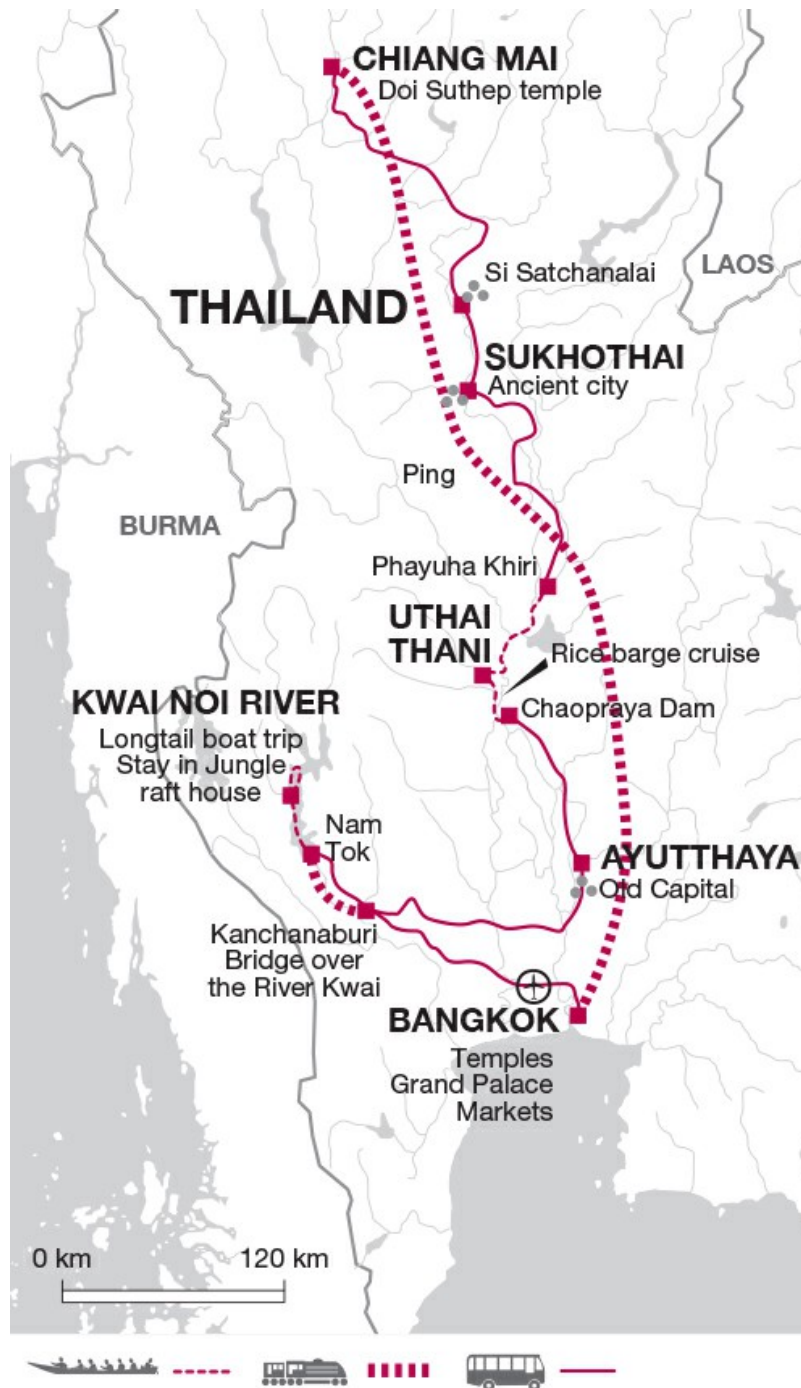 CHIANG MAI
Doi Suthep temple
LAOS
Si Satchanalai
THAILAND
SUKHOTHAI
Ancient city
Ping
BURMA
Phayuha Khiri
UTHAI
THANI
Rice barge cruise
KWAI NOI RIVER
Chaopraya Dam
Longtail boat trip
Stay in Jungle
raft house
Nam
Tok
AYUTTHAYA
Old Capital
Kanchanaburi
Bridge over
the River Kwai
BANGKOK
Temples
Grand Palace
Markets
0 km
120 km